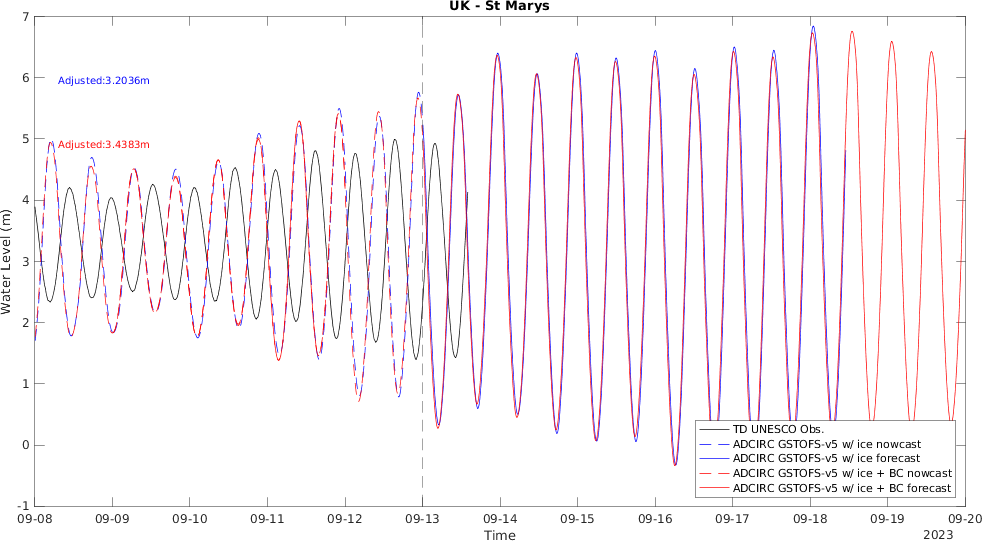 UK - St Marys
7
6
5
4
3
2
1
0
-1
Water Level (m)
Adjusted:3.2036m
Adjusted:3.4383m
TD UNESCO Obs.
ADCIRC GSTOFS-v5 w/ ice nowcast
ADCIRC GSTOFS-v5 w/ ice forecast
ADCIRC GSTOFS-v5 w/ ice + BC nowcast
ADCIRC GSTOFS-v5 w/ ice + BC forecast
09-08 09-09 09-10 09-11 09-12 09-13 09-14 09-15 09-16 09-17 09-18 09-19 09-20
Time
2023